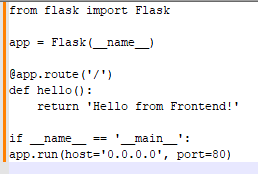 from flask import Flask
app = Flask(__name__)
@app.route('/')
def hello():
    return 'Hello from Frontend!'
if __name__ == '__main__':
app.run(host='0.0.0.0', port=80)